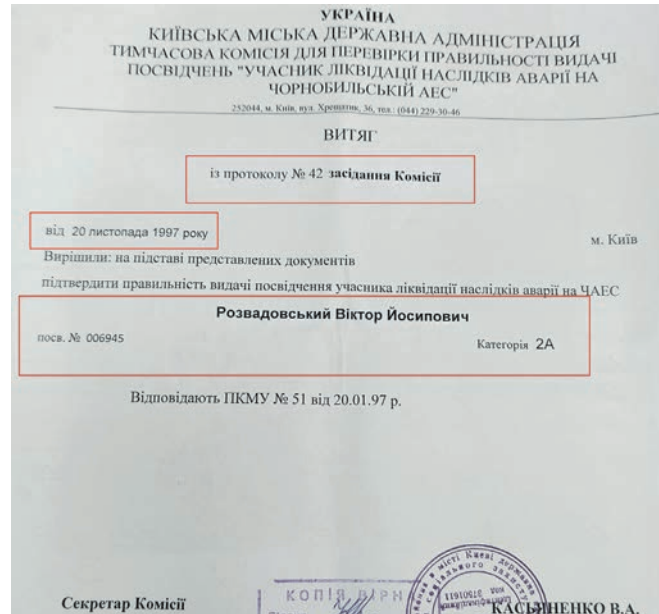 УКРАЇНА
КИЇВСЬКА МІСЬКА ДЕРЖАВНА АДМІНІСТРАЦІЯ
ТИМЧАСОВА КОМІСІЯ ДЛЯ ПЕРЕВІРКИ ПРАВИЛЬНОСТІ ВИДАЧІ
ПОСВІДЧЕНЬ "УЧАСНИК ЛІКВІДАЦІЇ НАСЛІДКІВ АВАРІЇ НА
ЧОРНОБИЛЬСЬКІЙ АЕС"
252044, м. Київ, вул. Хрещатик, 36, тел.: (044) 229-30-46
ВИТЯГ
із протоколу № 42 засідання Комісії
від 20 листопада 1997 року
м. Київ
Вирішили: на підставі представлених документів
підтвердити правильність видачі посвідчення учасника ліквідації наслідків аварії на ЧАЕС
Розвадовський Віктор Йосипович
посв. № 006945 Категорія 2А
Відповідають ПКМУ № 51 від 20.01.97 р.
КОПІЯ ВІРН
Секретар Комісії КАСЬЯНЕНКО В.А.